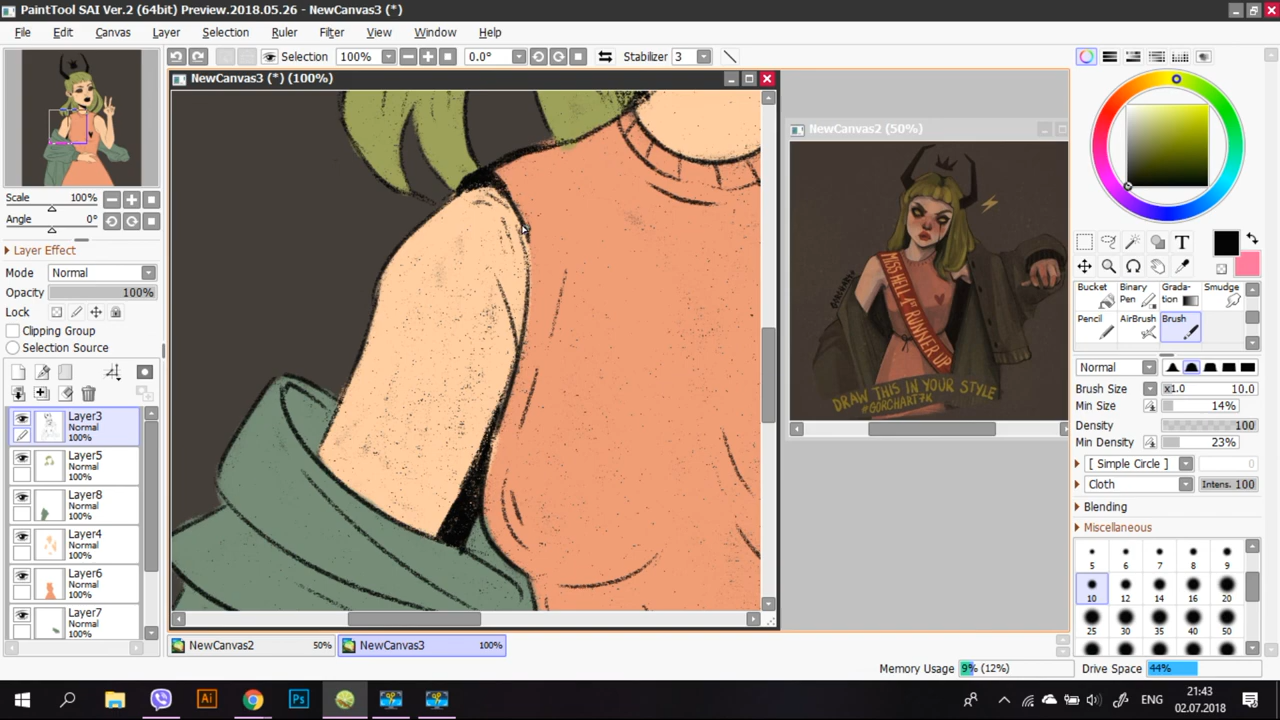 PaintTool SAI Ver.2 (64bit) Preview.2018.05.26 - NewCanvas3 (*)
File Edit Canvas Layer Selection Ruler Filter View Window Help
Selection 100% 0.0° Stabilizer 3
NewCanvas3 (*) (100%)
NewCanvas2 (50%)
Scale 100%
Angle 0°
Layer Effect
Mode Normal
Opacity 100%
Lock
Clipping Group
Selection Source
Layer3
Normal
100%
Layer5
Normal
100%
Layer8
Normal
100%
Layer4
Normal
100%
Layer6
Normal
100%
Layer7
Normal
100%
MISS HELL 1st RUNNER UP
DRAW THIS IN YOUR STYLE
#GORCHART7K
T
Bucket Binary Pen Grada-tion Smudge
Pencil AirBrush Brush
Normal
Brush Size x1.0 10.0
Min Size 14%
Density 100
Min Density 23%
[ Simple Circle ] 0
Cloth Intens. 100
Blending
Miscellaneous
5 6 7 8 9
10 12 14 16 20
25 30 35 40 50
NewCanvas2 50% NewCanvas3 100%
Memory Usage 9% (12%) Drive Space 44%
Ai Ps ENG 21:43
02.07.2018